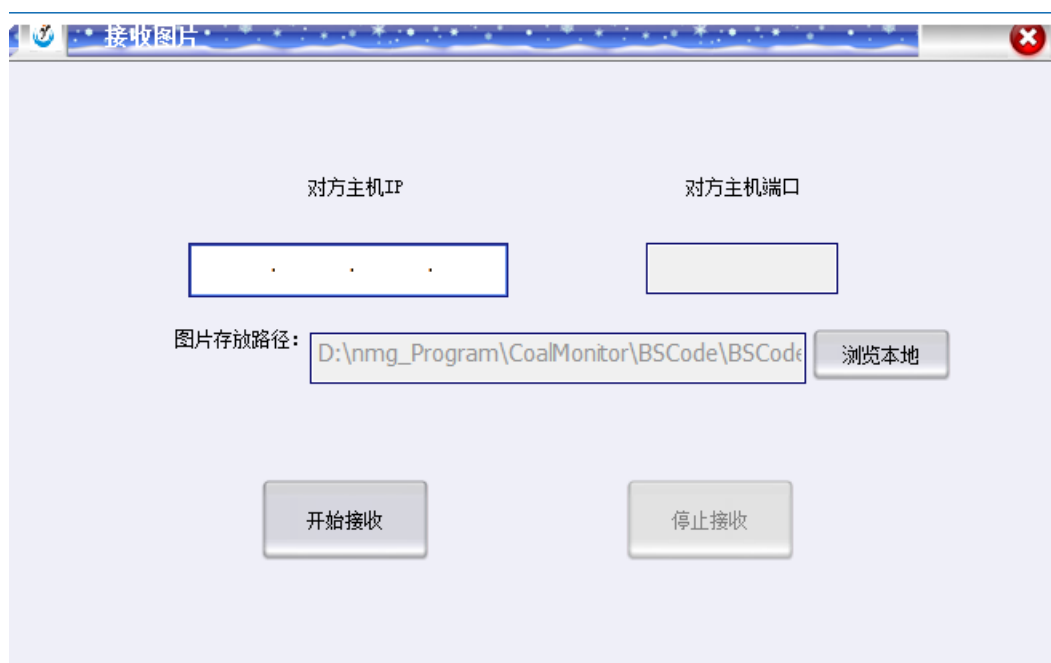 接收图片
对方主机IP 对方主机端口
. . .
图片存放路径： D:\nmg_Program\CoalMonitor\BSCode\BSCode 浏览本地
开始接收 停止接收